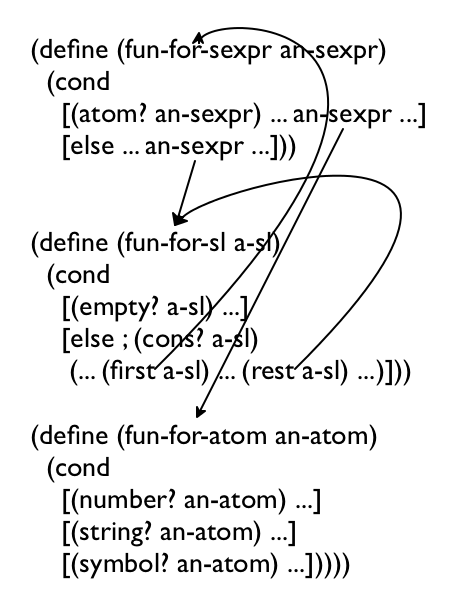 (define (fun-for-sexpr an-sexpr)
(cond
[(atom? an-sexpr) ... an-sexpr ...]
[else ... an-sexpr ...]))
(define (fun-for-sl a-sl)
(cond
[(empty? a-sl) ...]
[else ; (cons? a-sl)
(... (first a-sl) ... (rest a-sl) ...)]))
(define (fun-for-atom an-atom)
(cond
[(number? an-atom) ...]
[(string? an-atom) ...]
[(symbol? an-atom) ...]))))